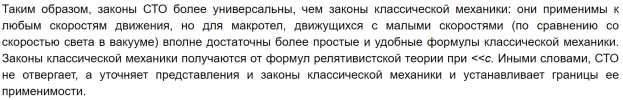 Таким образом, законы СТО более универсальны, чем законы классической механики: они применимы к
любым скоростям движения, но для макротел, движущихся с малыми скоростями (по сравнению со
скоростью света в вакууме) вполне достаточны более простые и удобные формулы классической механики.
Законы классической механики получаются от формул релятивистской теории при <<c. Иными словами, СТО
не отвергает, а уточняет представления и законы классической механики и устанавливает границы ее
применимости.